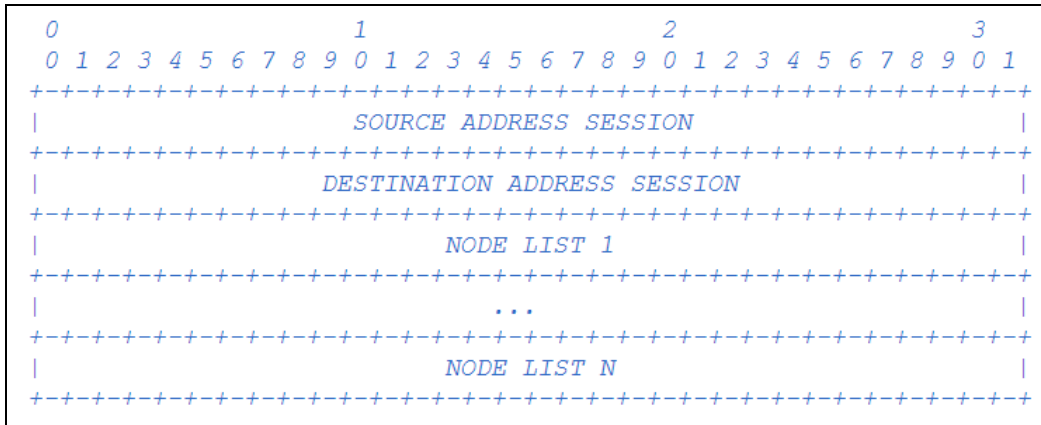 0                   1                   2                   3
0 1 2 3 4 5 6 7 8 9 0 1 2 3 4 5 6 7 8 9 0 1 2 3 4 5 6 7 8 9 0 1
+-+-+-+-+-+-+-+-+-+-+-+-+-+-+-+-+-+-+-+-+-+-+-+-+-+-+-+-+-+-+-+-+
| SOURCE ADDRESS SESSION |
+-+-+-+-+-+-+-+-+-+-+-+-+-+-+-+-+-+-+-+-+-+-+-+-+-+-+-+-+-+-+-+-+
| DESTINATION ADDRESS SESSION |
+-+-+-+-+-+-+-+-+-+-+-+-+-+-+-+-+-+-+-+-+-+-+-+-+-+-+-+-+-+-+-+-+
| NODE LIST 1 |
+-+-+-+-+-+-+-+-+-+-+-+-+-+-+-+-+-+-+-+-+-+-+-+-+-+-+-+-+-+-+-+-+
| ... |
+-+-+-+-+-+-+-+-+-+-+-+-+-+-+-+-+-+-+-+-+-+-+-+-+-+-+-+-+-+-+-+-+
| NODE LIST N |
+-+-+-+-+-+-+-+-+-+-+-+-+-+-+-+-+-+-+-+-+-+-+-+-+-+-+-+-+-+-+-+-+